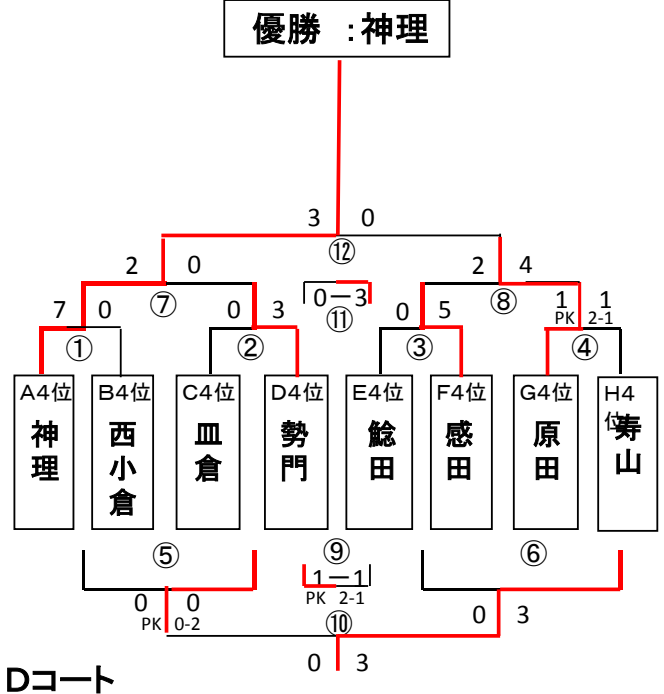 優勝 ：神理
3 0
⑫
2 0
⑦
0－3
⑪
2 4
⑧
7 0
①
0 3
②
0 5
③
1 1
PK 2-1
④
A4位
神理
B4位
西小倉
C4位
皿倉
D4位
勢門
E4位
鯰田
F4位
感田
G4位
原田
H4位
寿山
⑤
⑨
⑥
0 0
PK 0-2
1－1
PK 2-1
0 3
⑩
0 3
Dコート